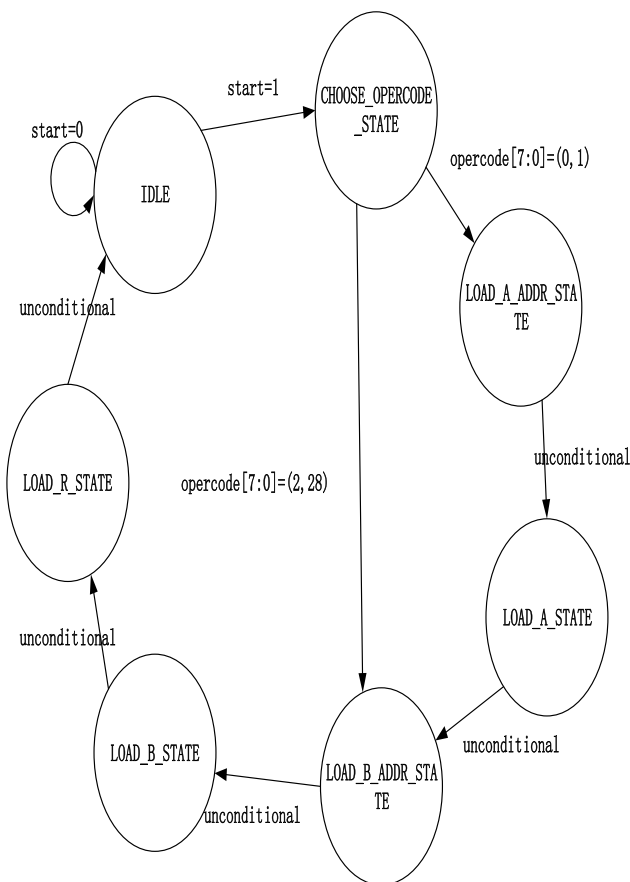 start=1
CHOOSE_OPERCODE
_STATE
start=0
opercode[7:0]=(0,1)
IDLE
LOAD_A_ADDR_STA
TE
unconditional
unconditional
LOAD_R_STATE
opercode[7:0]=(2,28)
LOAD_A_STATE
unconditional
unconditional
LOAD_B_STATE
LOAD_B_ADDR_STA
TE
unconditional